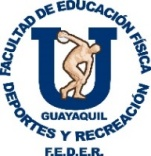 FACULTAD DE EDUCACIÓN FÍSICA
U
GUAYAQUIL
DEPORTES Y RECREACIÓN
F.E.D.E.R.